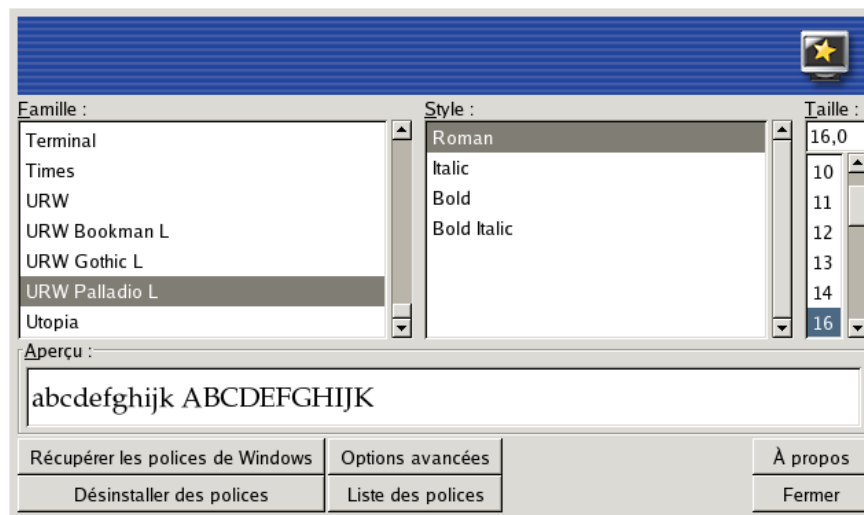 Famille :
Style :
Taille :
Terminal
Times
URW
URW Bookman L
URW Gothic L
URW Palladio L
Utopia
Roman
Italic
Bold
Bold Italic
16,0
10
11
12
13
14
16
Aperçu :
abcdefghijk ABCDEFGHIJK
Récupérer les polices de Windows
Options avancées
À propos
Désinstaller des polices
Liste des polices
Fermer